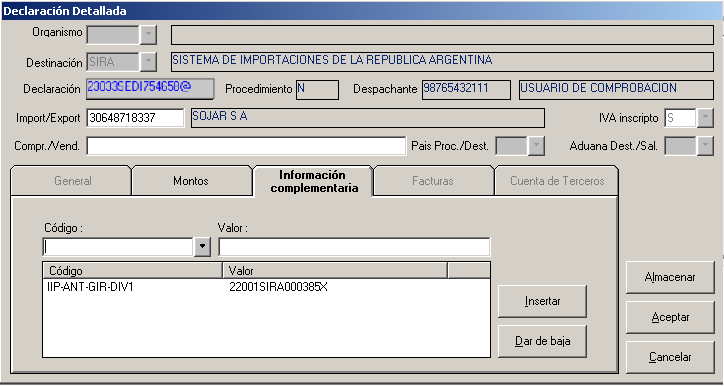 Declaración Detallada
Organismo
Destinación SIRA SISTEMA DE IMPORTACIONES DE LA REPUBLICA ARGENTINA
Declaración 23033SEDI754658@ Procedimiento N Despachante 98765432111 USUARIO DE COMPROBACION
Import/Export 30648718337 SOJAR S A IVA inscripto S
Compr./Vend. Pais Proc./Dest. Aduana Dest./Sal.
General Montos Información complementaria Facturas Cuenta de Terceros
Código : Valor :
Código Valor
IIP-ANT-GIR-DIV1 22001SIRA000385X
Insertar
Dar de baja
Almacenar
Aceptar
Cancelar